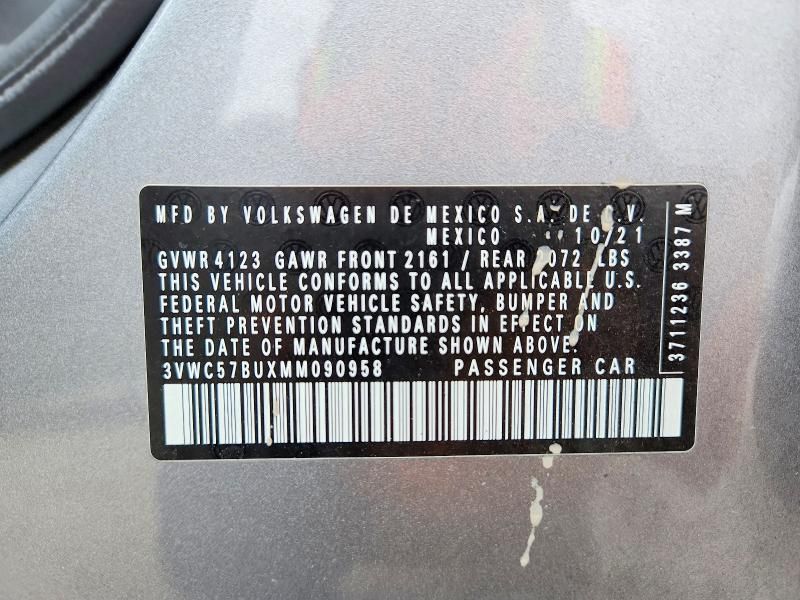 MFD BY VOLKSWAGEN DE MEXICO S.A. DE C.V.
MEXICO 10/21
GVWR 4123 GAWR FRONT 2161 / REAR 2072 LBS
THIS VEHICLE CONFORMS TO ALL APPLICABLE U.S.
FEDERAL MOTOR VEHICLE SAFETY, BUMPER AND
THEFT PREVENTION STANDARDS IN EFFECT ON
THE DATE OF MANUFACTURE SHOWN ABOVE.
3VWC57BUXMM090958 PASSENGER CAR
3711236 3387 M